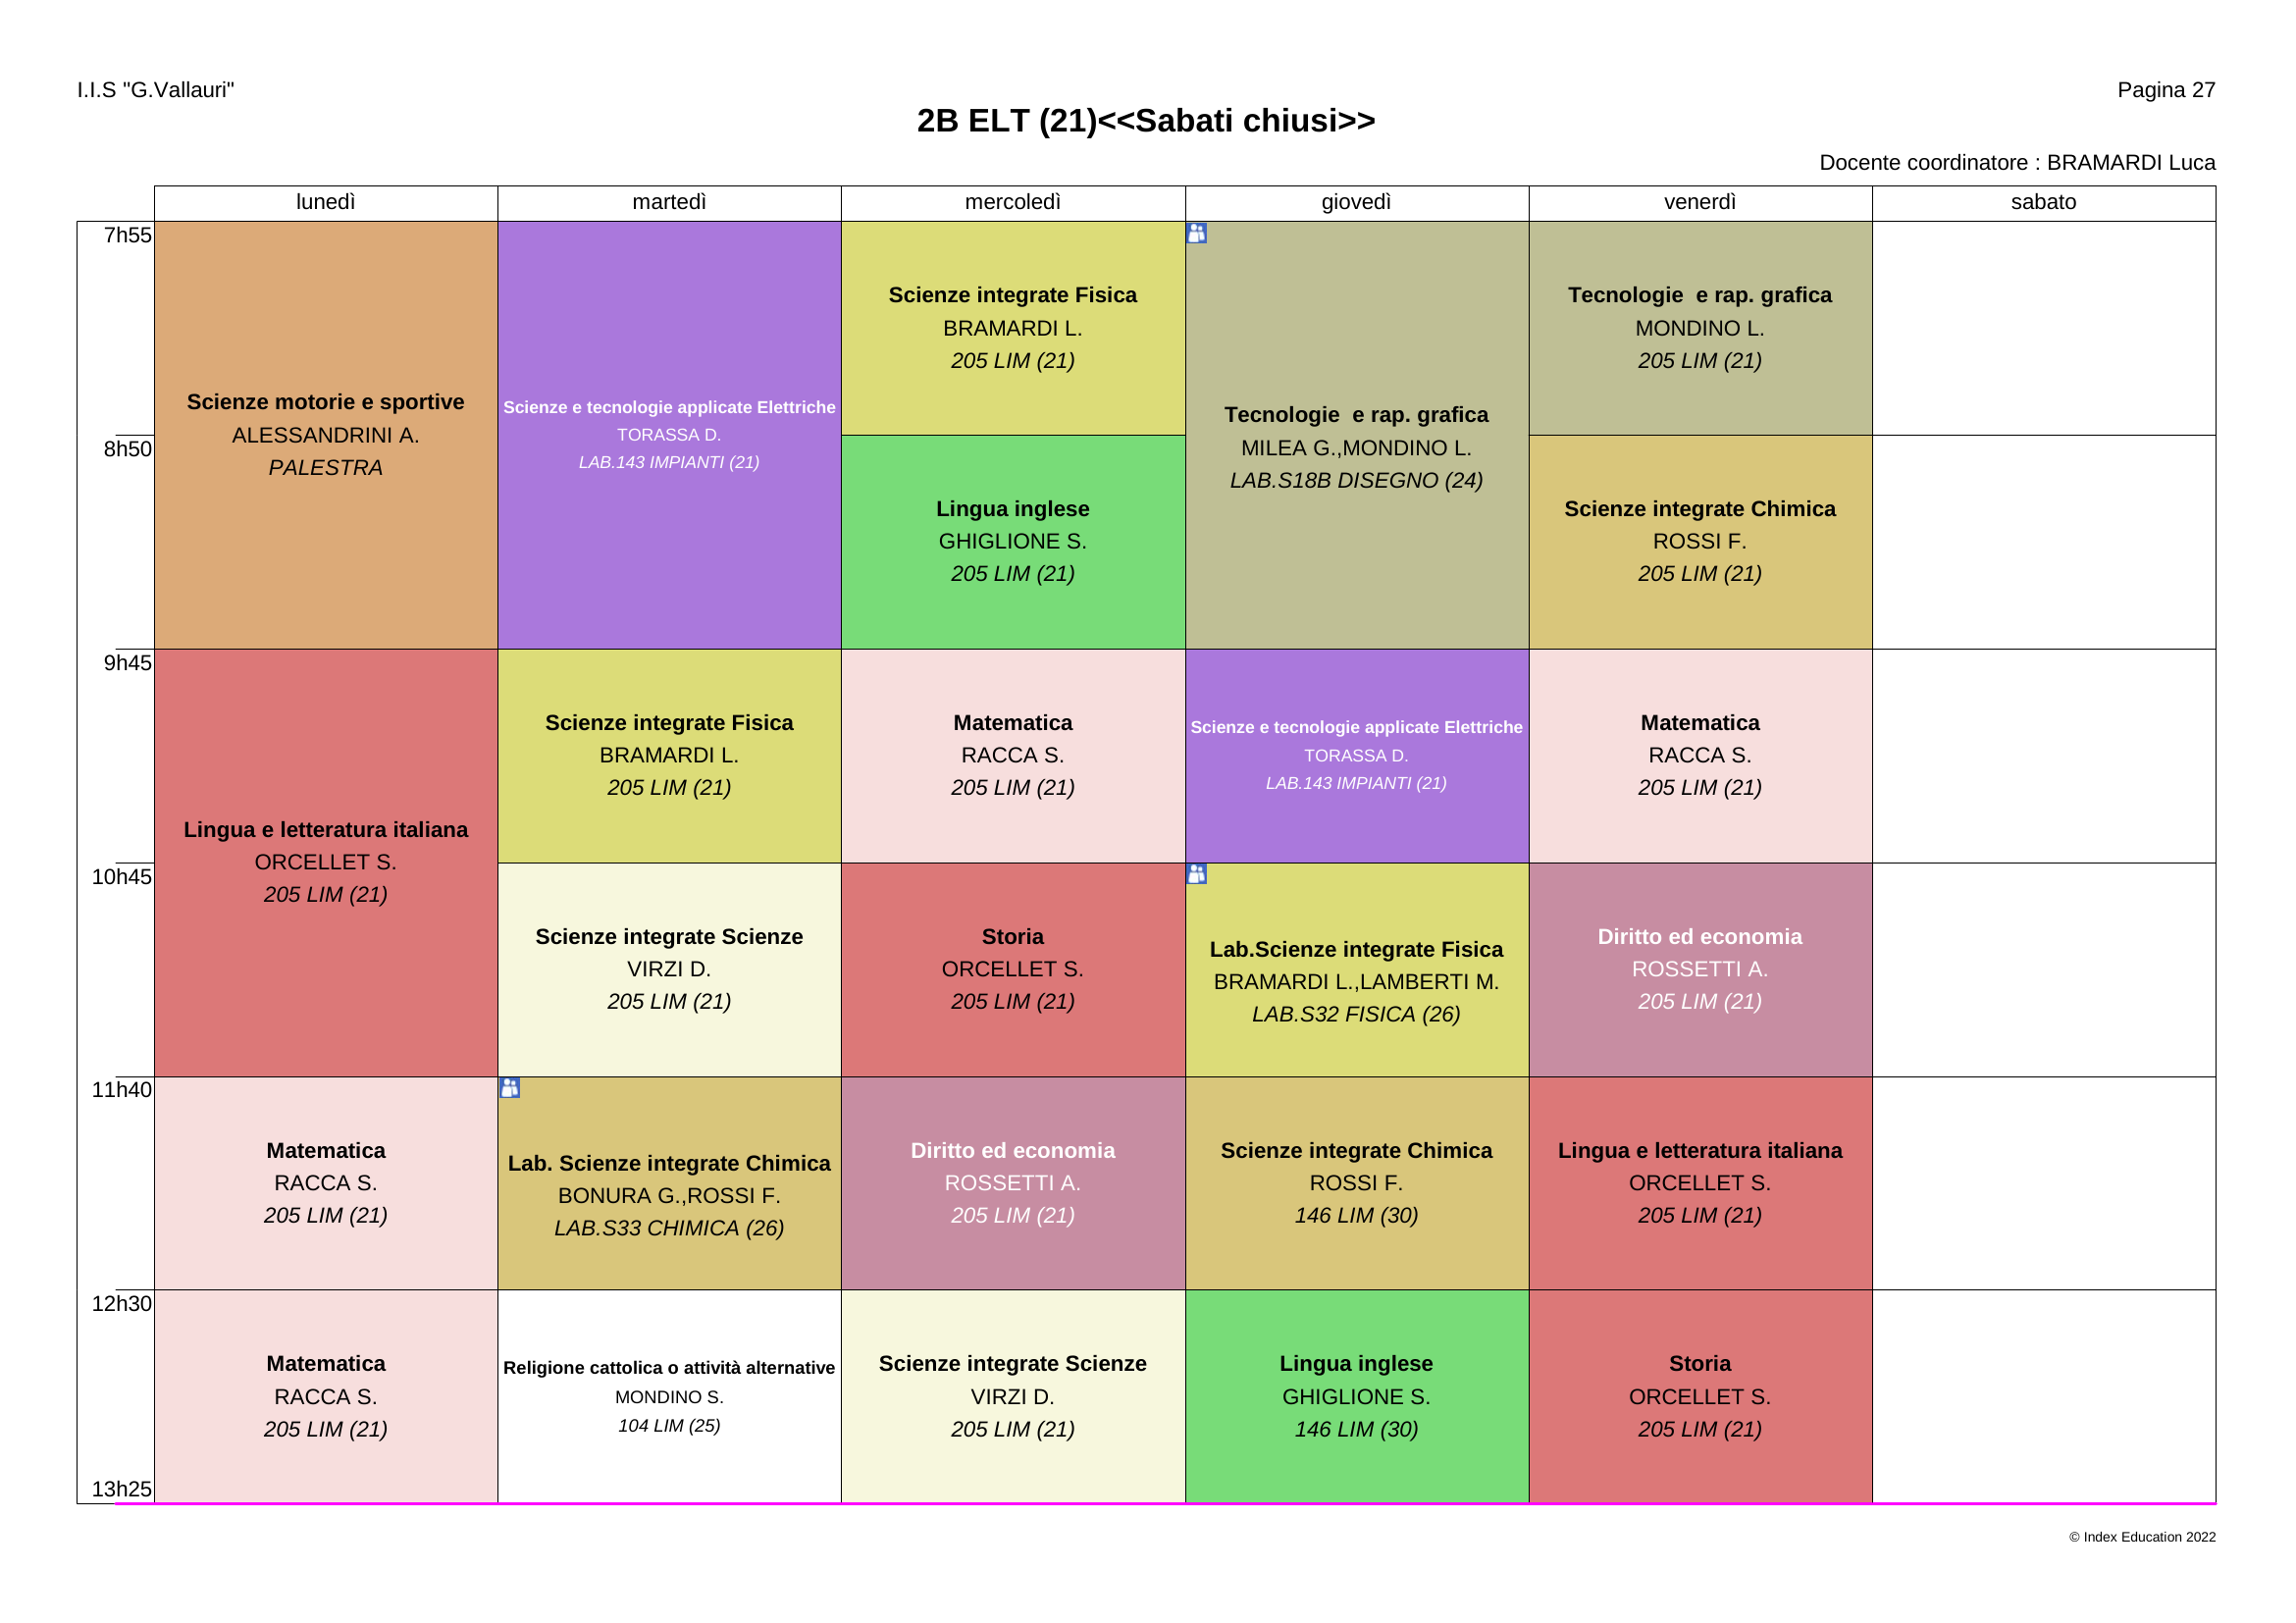 I.I.S "G.Vallauri"
Pagina 27
2B ELT (21)<<Sabati chiusi>>
Docente coordinatore : BRAMARDI Luca
lunedì
martedì
mercoledì
giovedì
venerdì
sabato
7h55
Scienze motorie e sportive
ALESSANDRINI A.
PALESTRA
Scienze e tecnologie applicate Elettriche
TORASSA D.
LAB.143 IMPIANTI (21)
Scienze integrate Fisica
BRAMARDI L.
205 LIM (21)
Tecnologie  e rap. grafica
MILEA G.,MONDINO L.
LAB.S18B DISEGNO (24)
Tecnologie  e rap. grafica
MONDINO L.
205 LIM (21)
8h50
Lingua inglese
GHIGLIONE S.
205 LIM (21)
Scienze integrate Chimica
ROSSI F.
205 LIM (21)
9h45
Lingua e letteratura italiana
ORCELLET S.
205 LIM (21)
Scienze integrate Fisica
BRAMARDI L.
205 LIM (21)
Matematica
RACCA S.
205 LIM (21)
Scienze e tecnologie applicate Elettriche
TORASSA D.
LAB.143 IMPIANTI (21)
Matematica
RACCA S.
205 LIM (21)
10h45
Scienze integrate Scienze
VIRZI D.
205 LIM (21)
Storia
ORCELLET S.
205 LIM (21)
Lab.Scienze integrate Fisica
BRAMARDI L.,LAMBERTI M.
LAB.S32 FISICA (26)
Diritto ed economia
ROSSETTI A.
205 LIM (21)
11h40
Matematica
RACCA S.
205 LIM (21)
Lab. Scienze integrate Chimica
BONURA G.,ROSSI F.
LAB.S33 CHIMICA (26)
Diritto ed economia
ROSSETTI A.
205 LIM (21)
Scienze integrate Chimica
ROSSI F.
146 LIM (30)
Lingua e letteratura italiana
ORCELLET S.
205 LIM (21)
12h30
Matematica
RACCA S.
205 LIM (21)
Religione cattolica o attività alternative
MONDINO S.
104 LIM (25)
Scienze integrate Scienze
VIRZI D.
205 LIM (21)
Lingua inglese
GHIGLIONE S.
146 LIM (30)
Storia
ORCELLET S.
205 LIM (21)
13h25
© Index Education 2022